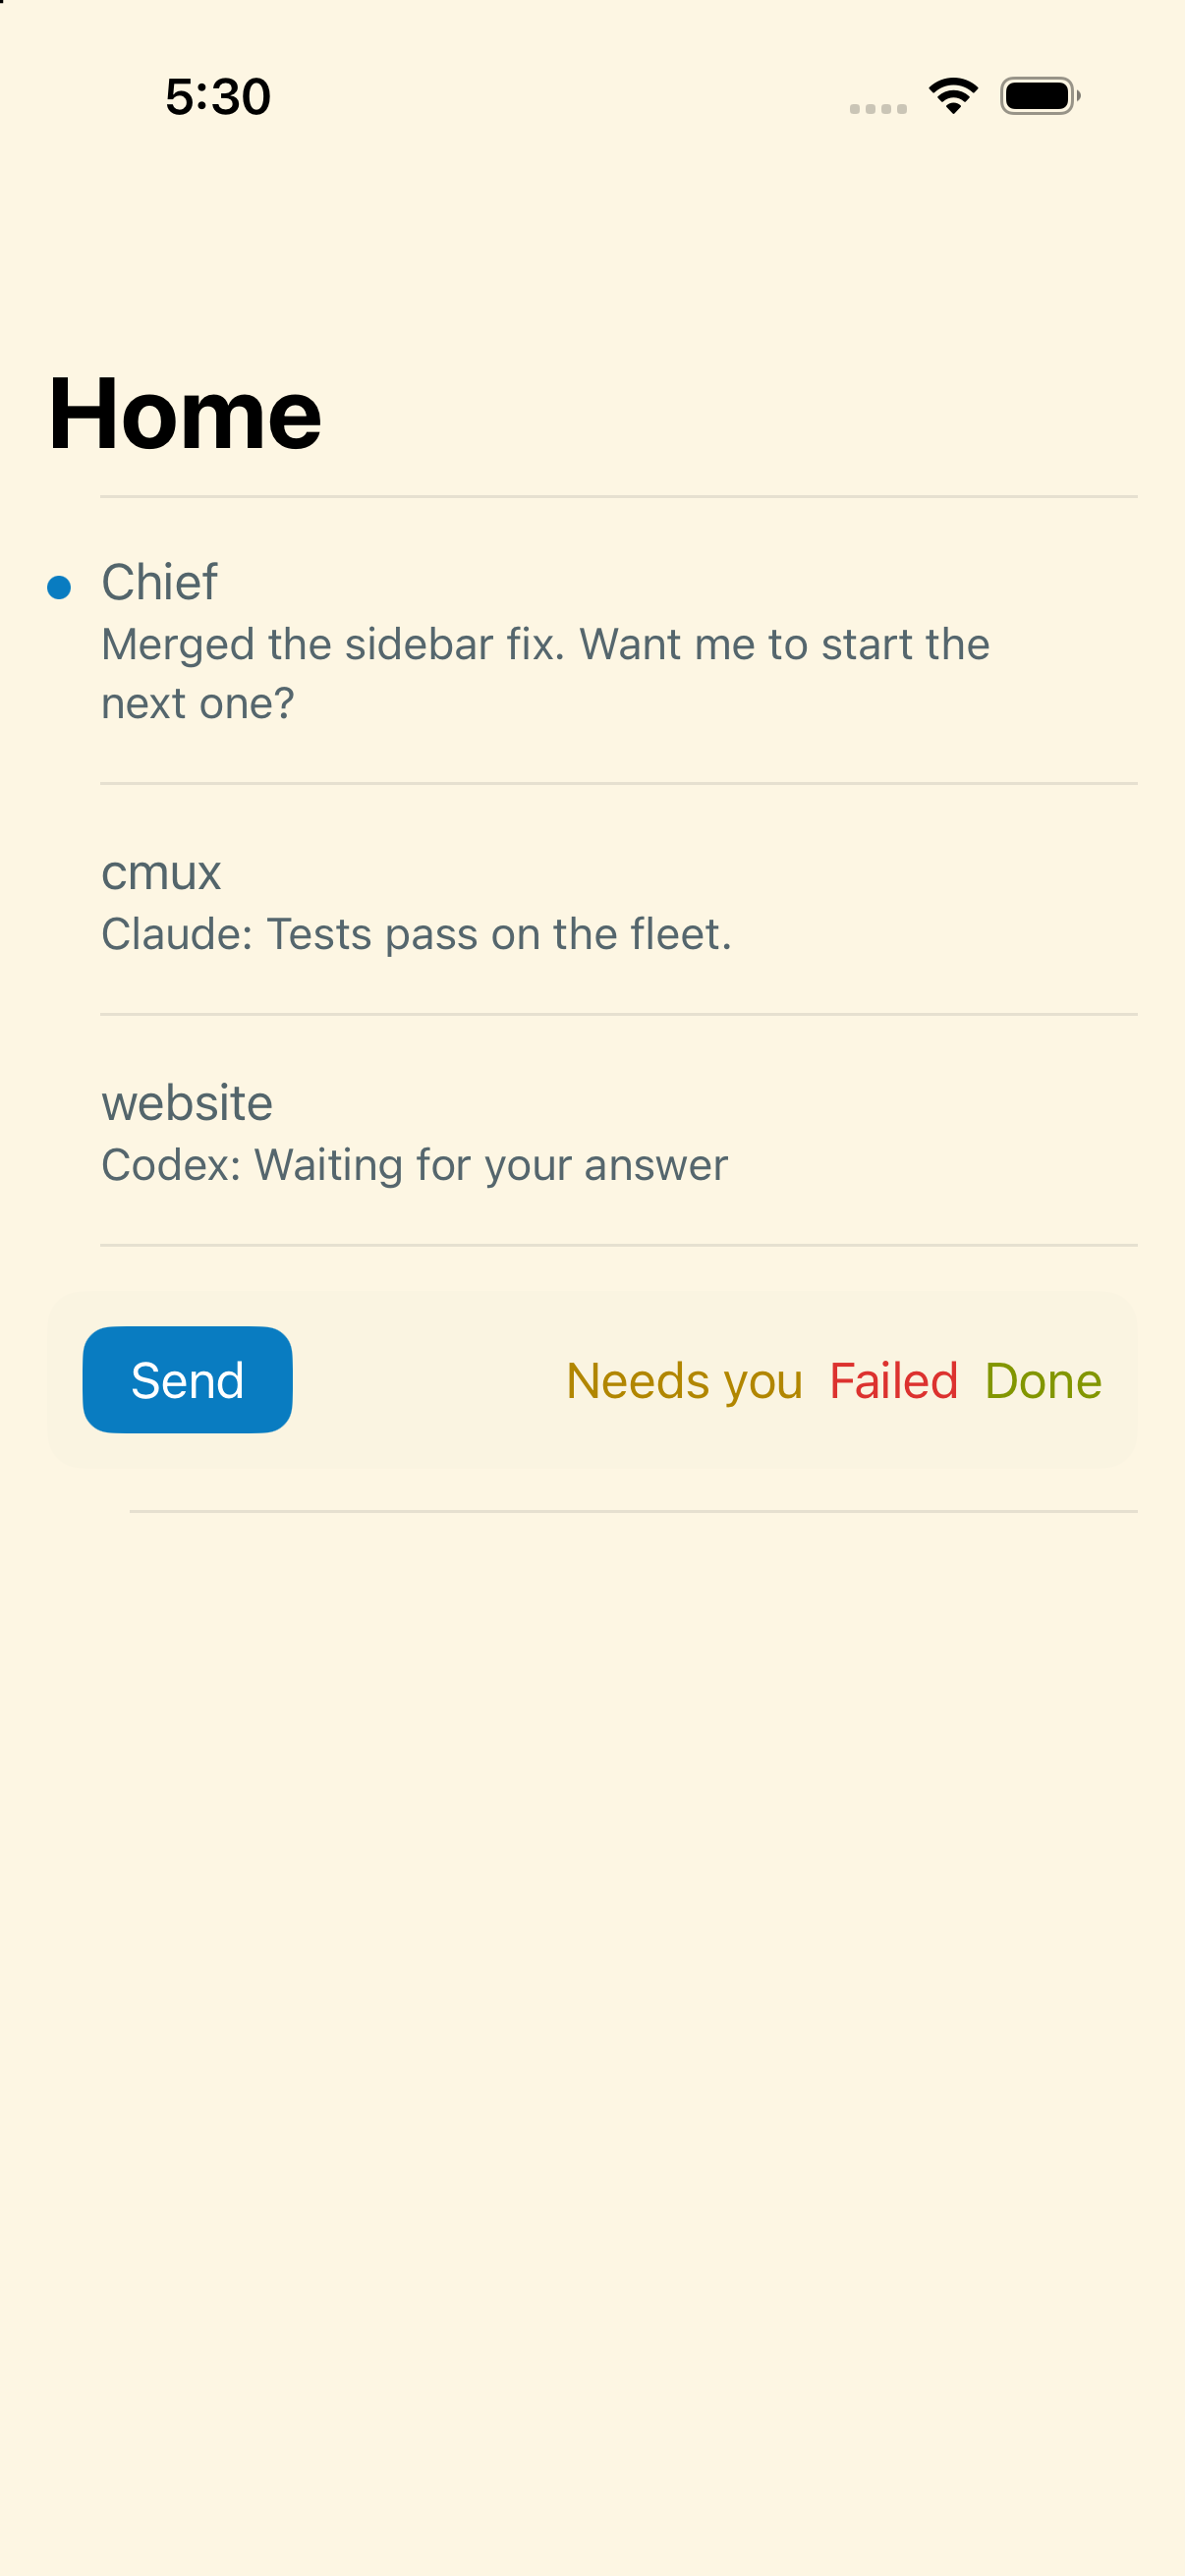 5:30
Home
Chief
Merged the sidebar fix. Want me to start the
next one?
cmux
Claude: Tests pass on the fleet.
website
Codex: Waiting for your answer
Send Needs you Failed Done